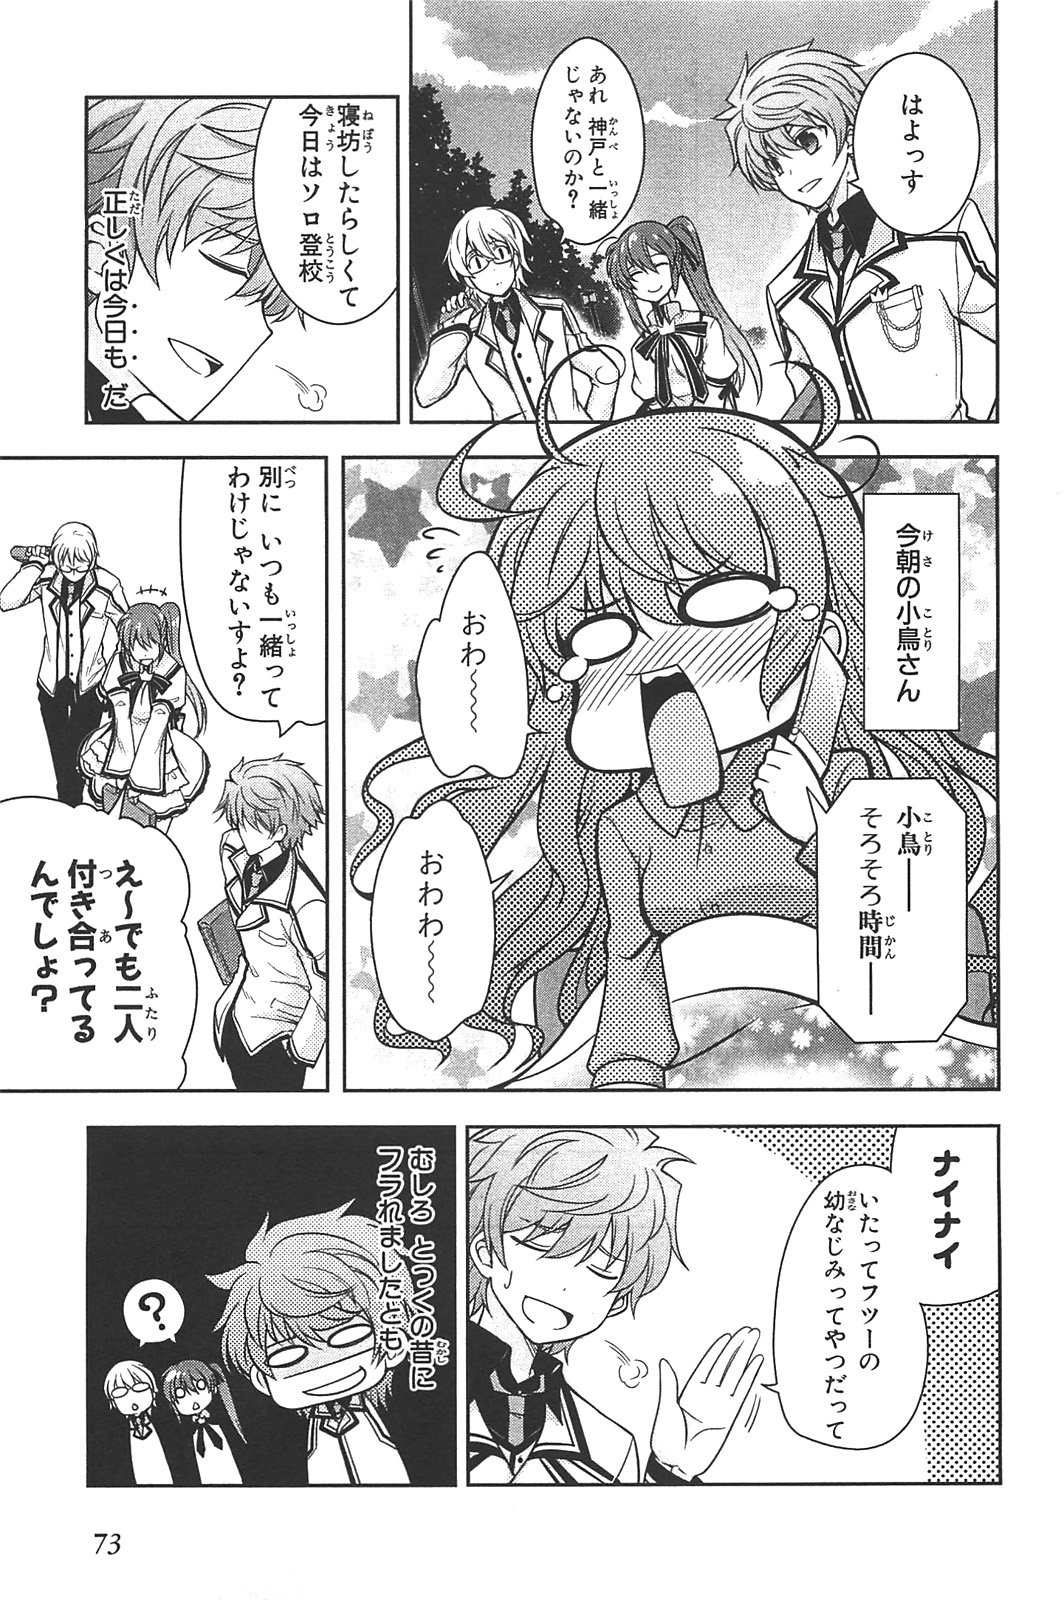 はよっす
あれ 神戸と一緒
じゃないのか?
寝坊したらしくて
今日はソロ登校
正しくは今日も だ
今朝の小鳥さん
小鳥――
そろそろ時間――
おわ〜〜
おわわ〜〜
別に いつも一緒って
わけじゃないすよ?
え〜でも二人
付き合ってる
んでしょ?
ナイナイ
いたってフツーの
幼なじみってやつだって
むしろ とっくの昔に
フラれましたとも
?
73